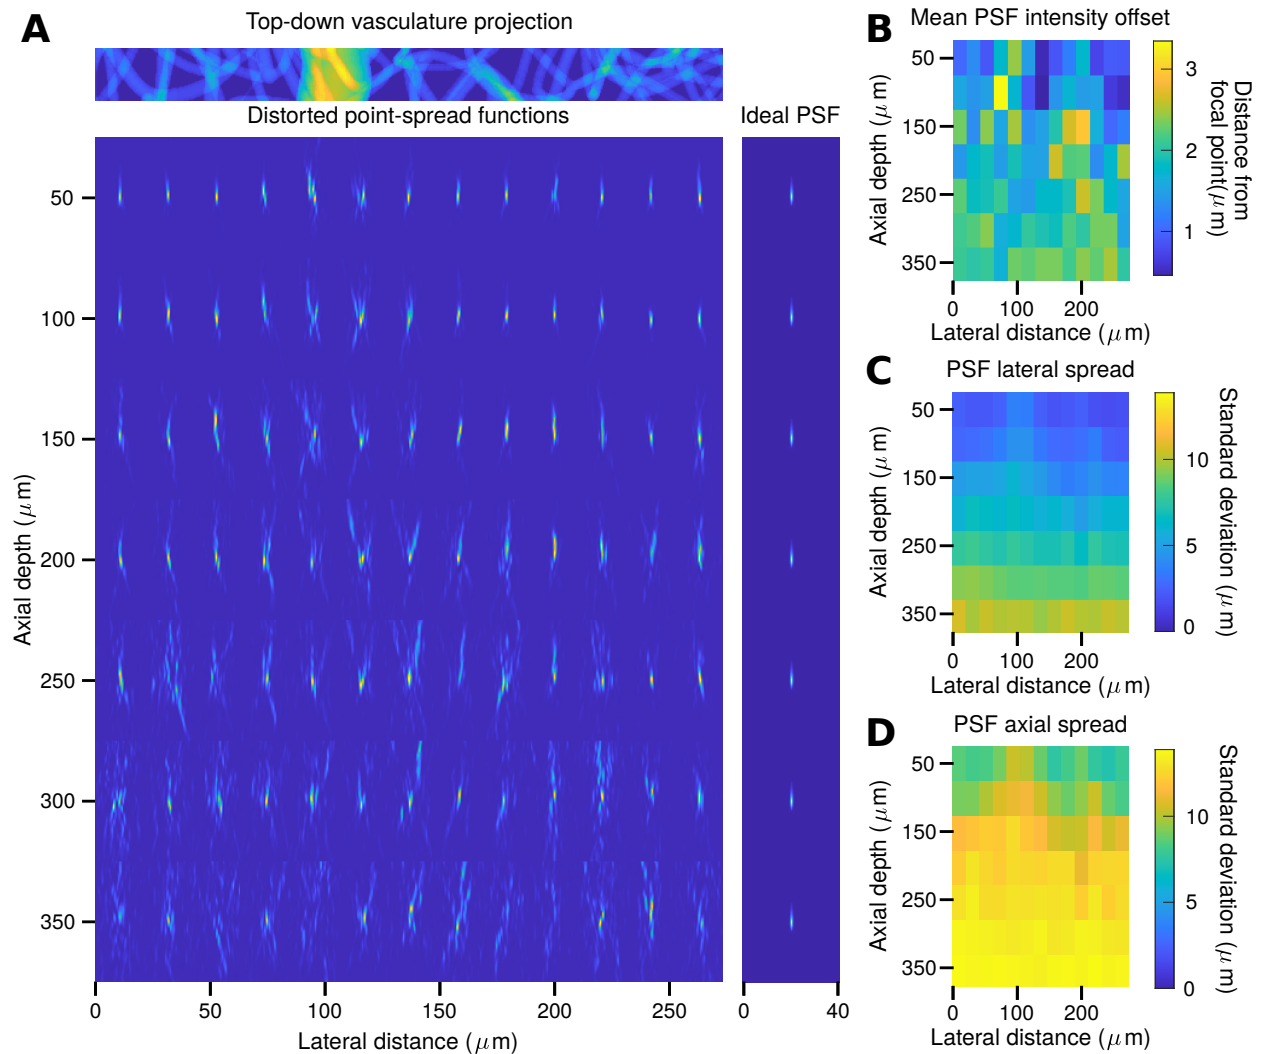 A
Top-down vasculature projection
Distorted point-spread functions
Ideal PSF
Axial depth (μm)
50
100
150
200
250
300
350
0
50
100
150
200
250
Lateral distance (μm)
0
40
B
Mean PSF intensity offset
Axial depth (μm)
50
150
250
350
0
100
200
Lateral distance (μm)
3
2
1
Distance from
focal point(μm)
C
PSF lateral spread
Axial depth (μm)
50
150
250
350
0
100
200
Lateral distance (μm)
10
5
0
Standard deviation (μm)
D
PSF axial spread
Axial depth (μm)
50
150
250
350
0
100
200
Lateral distance (μm)
10
5
0
Standard deviation (μm)